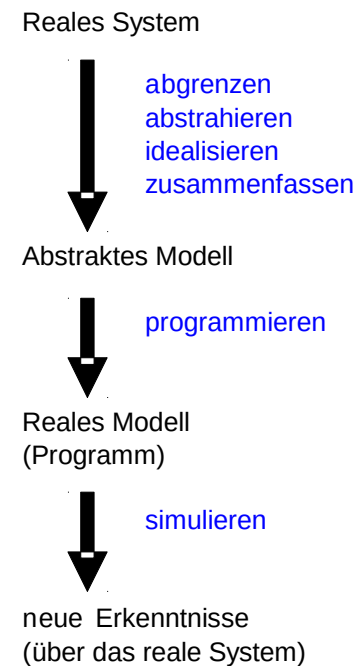 Reales System
abgrenzen
abstrahieren
idealisieren
zusammenfassen
Abstraktes Modell
programmieren
Reales Modell
(Programm)
simulieren
neue Erkenntnisse
(über das reale System)